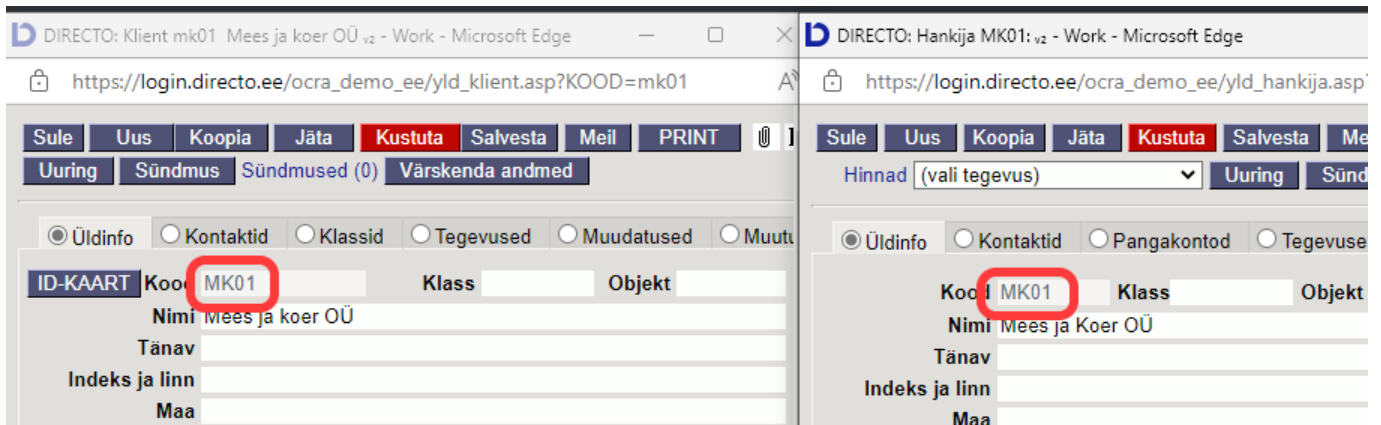 DIRECTO: Klient mk01 Mees ja koer OÜ v2 - Work - Microsoft Edge
https://login.directo.ee/ocra_demo_ee/yld_klient.asp?KOOD=mk01
Sule Uus Koopia Jäta Kustuta Salvesta Meil PRINT
Uuring Sündmus Sündmused (0) Värskenda andmed
Üldinfo Kontaktid Klassid Tegevused Muudatused Muutu
ID-KAART Kood MK01 Klass Objekt
Nimi Mees ja koer OÜ
Tänav
Indeks ja linn
Maa
DIRECTO: Hankija MK01: v2 - Work - Microsoft Edge
https://login.directo.ee/ocra_demo_ee/yld_hankija.asp?
Sule Uus Koopia Jäta Kustuta Salvesta Me
Hinnad (vali tegevus) Uuring Sünd
Üldinfo Kontaktid Pangakontod Tegevuse
Kood MK01 Klass Objekt
Nimi Mees ja Koer OÜ
Tänav
Indeks ja linn
Maa